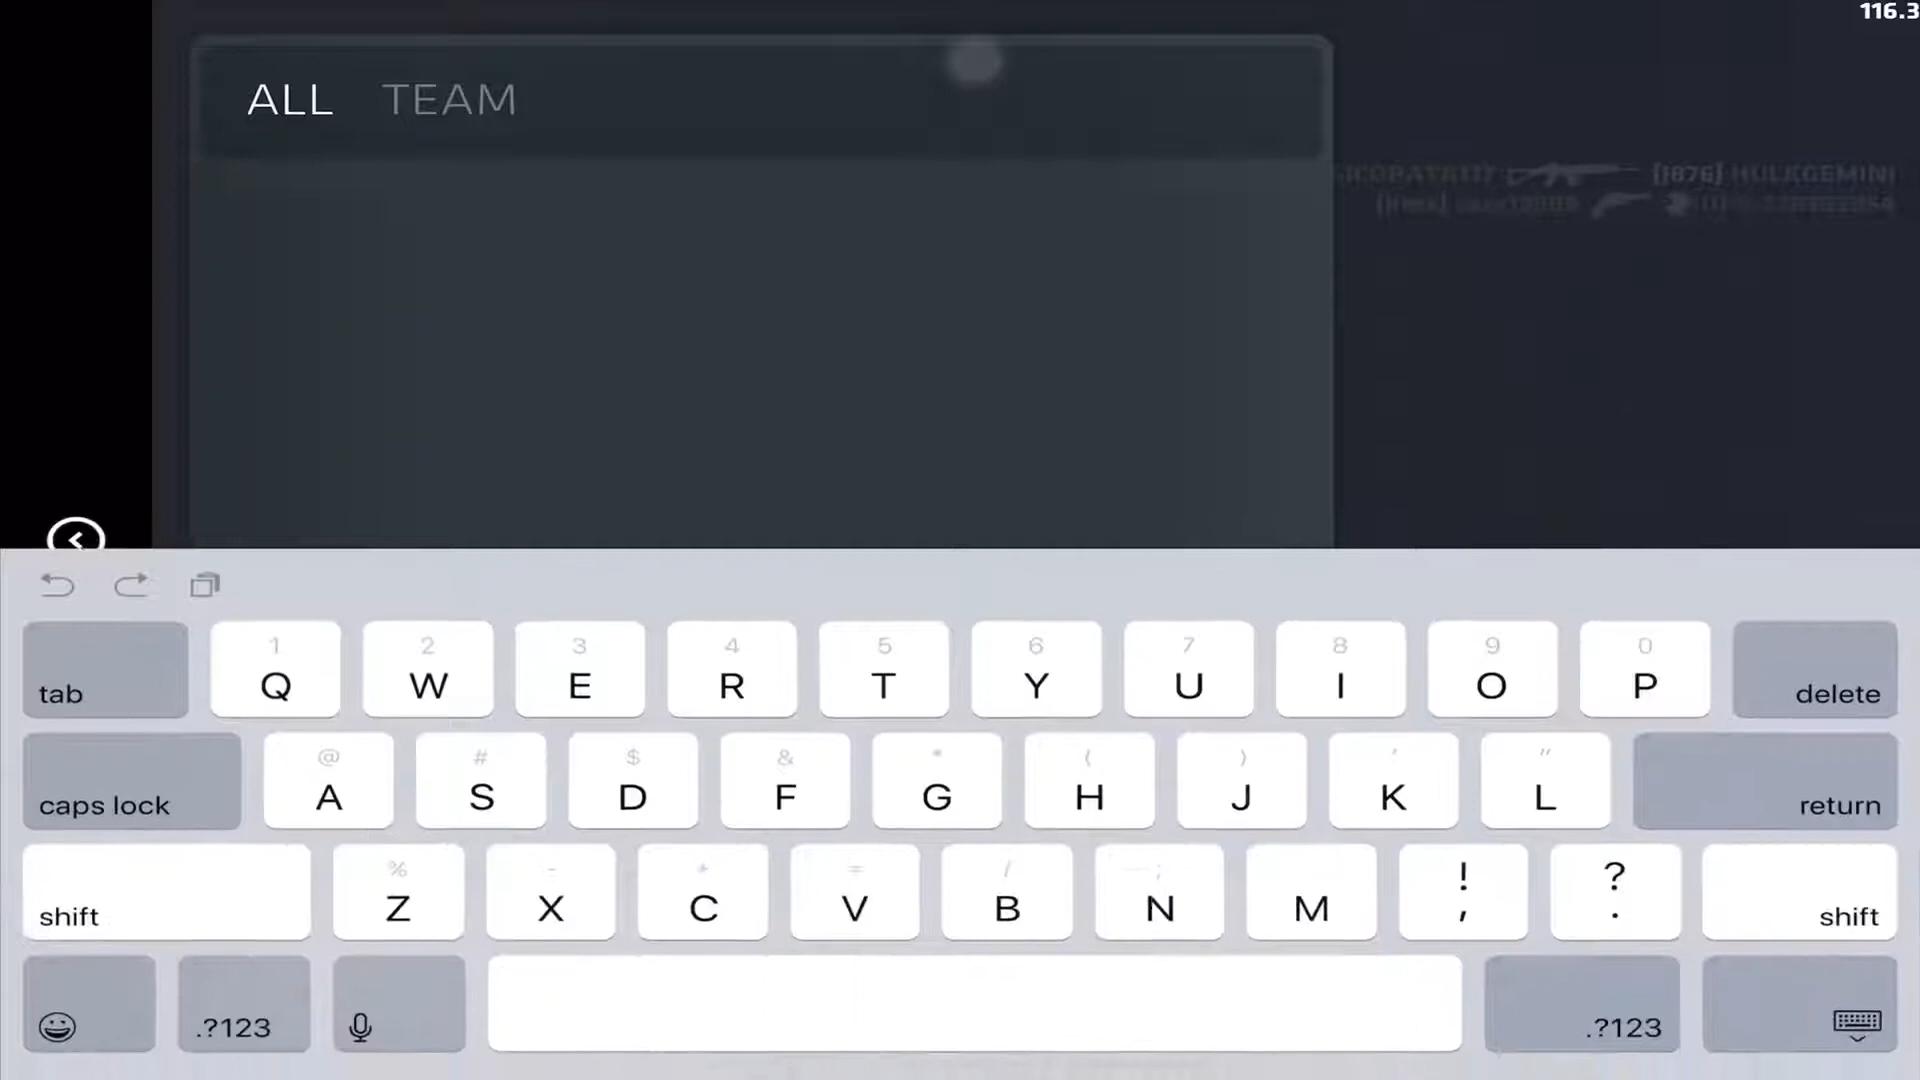 116.3
ALL TEAM
[J876] HULKGEMINI
1 2 3 4 5 6 7 8 9 0
tab Q W E R T Y U I O P delete
@ # $ & * ( ) ' "
caps lock A S D F G H J K L return
% - + = / ; ! ?
shift Z X C V B N M , . shift
.?123 .?123